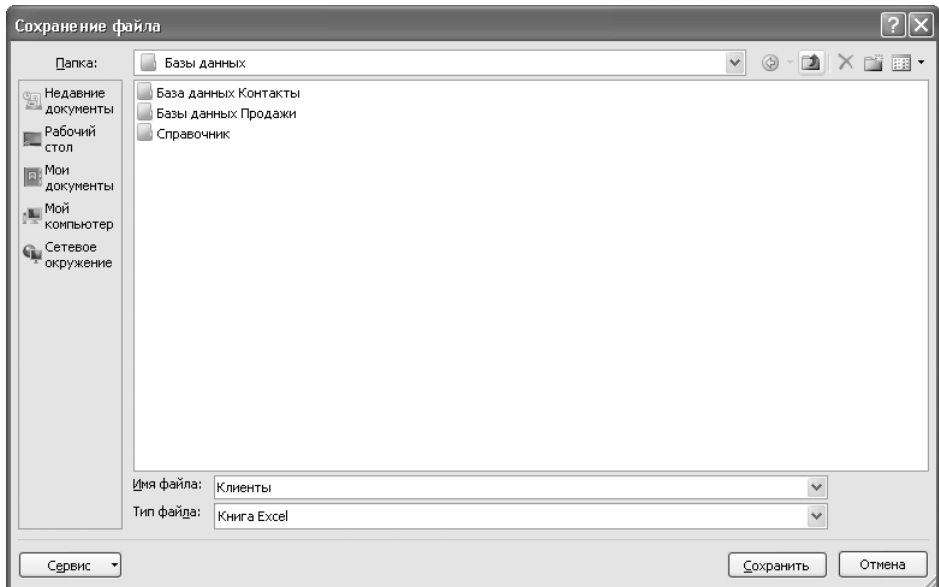 Сохранение файла
Папка:
Базы данных
Недавние
документы
Рабочий
стол
Мои
документы
Мой
компьютер
Сетевое
окружение
База данных Контакты
Базы данных Продажи
Справочник
Имя файла:
Клиенты
Тип файла:
Книга Excel
Сервис
Сохранить
Отмена